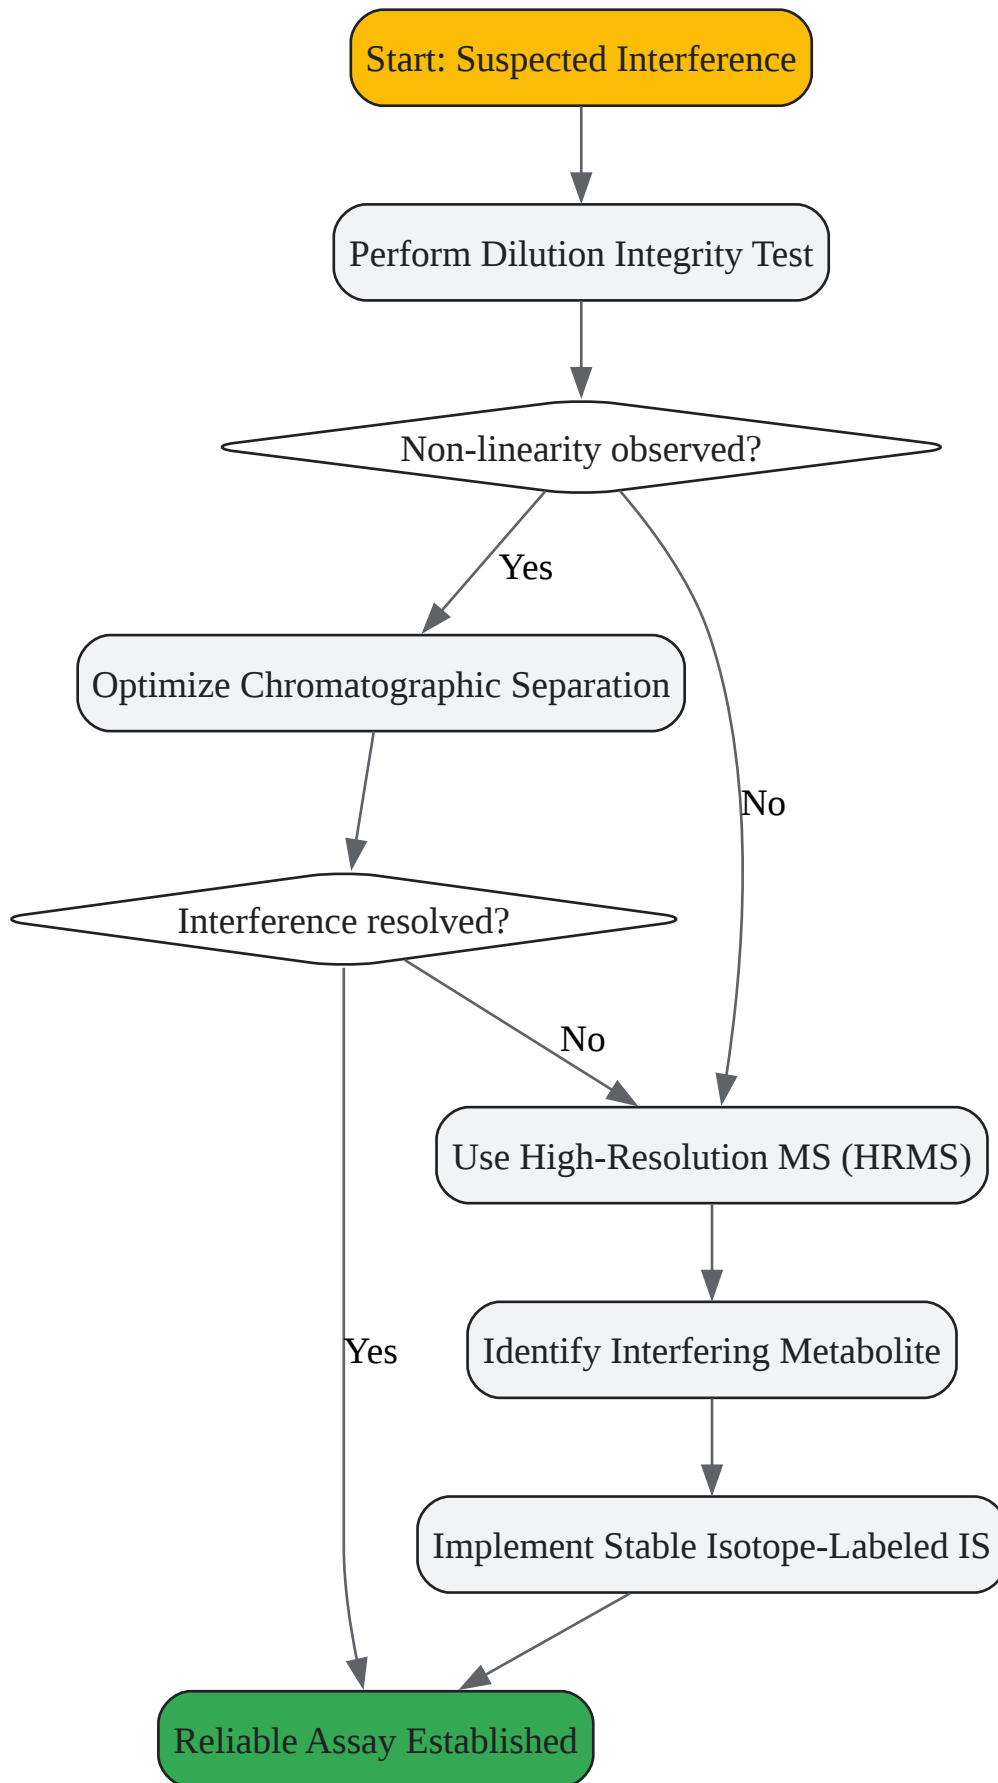 Start: Suspected Interference
Perform Dilution Integrity Test
Non-linearity observed?
Yes
Optimize Chromatographic Separation
No
Interference resolved?
No
Use High-Resolution MS (HRMS)
Yes
Identify Interfering Metabolite
Implement Stable Isotope-Labeled IS
Reliable Assay Established